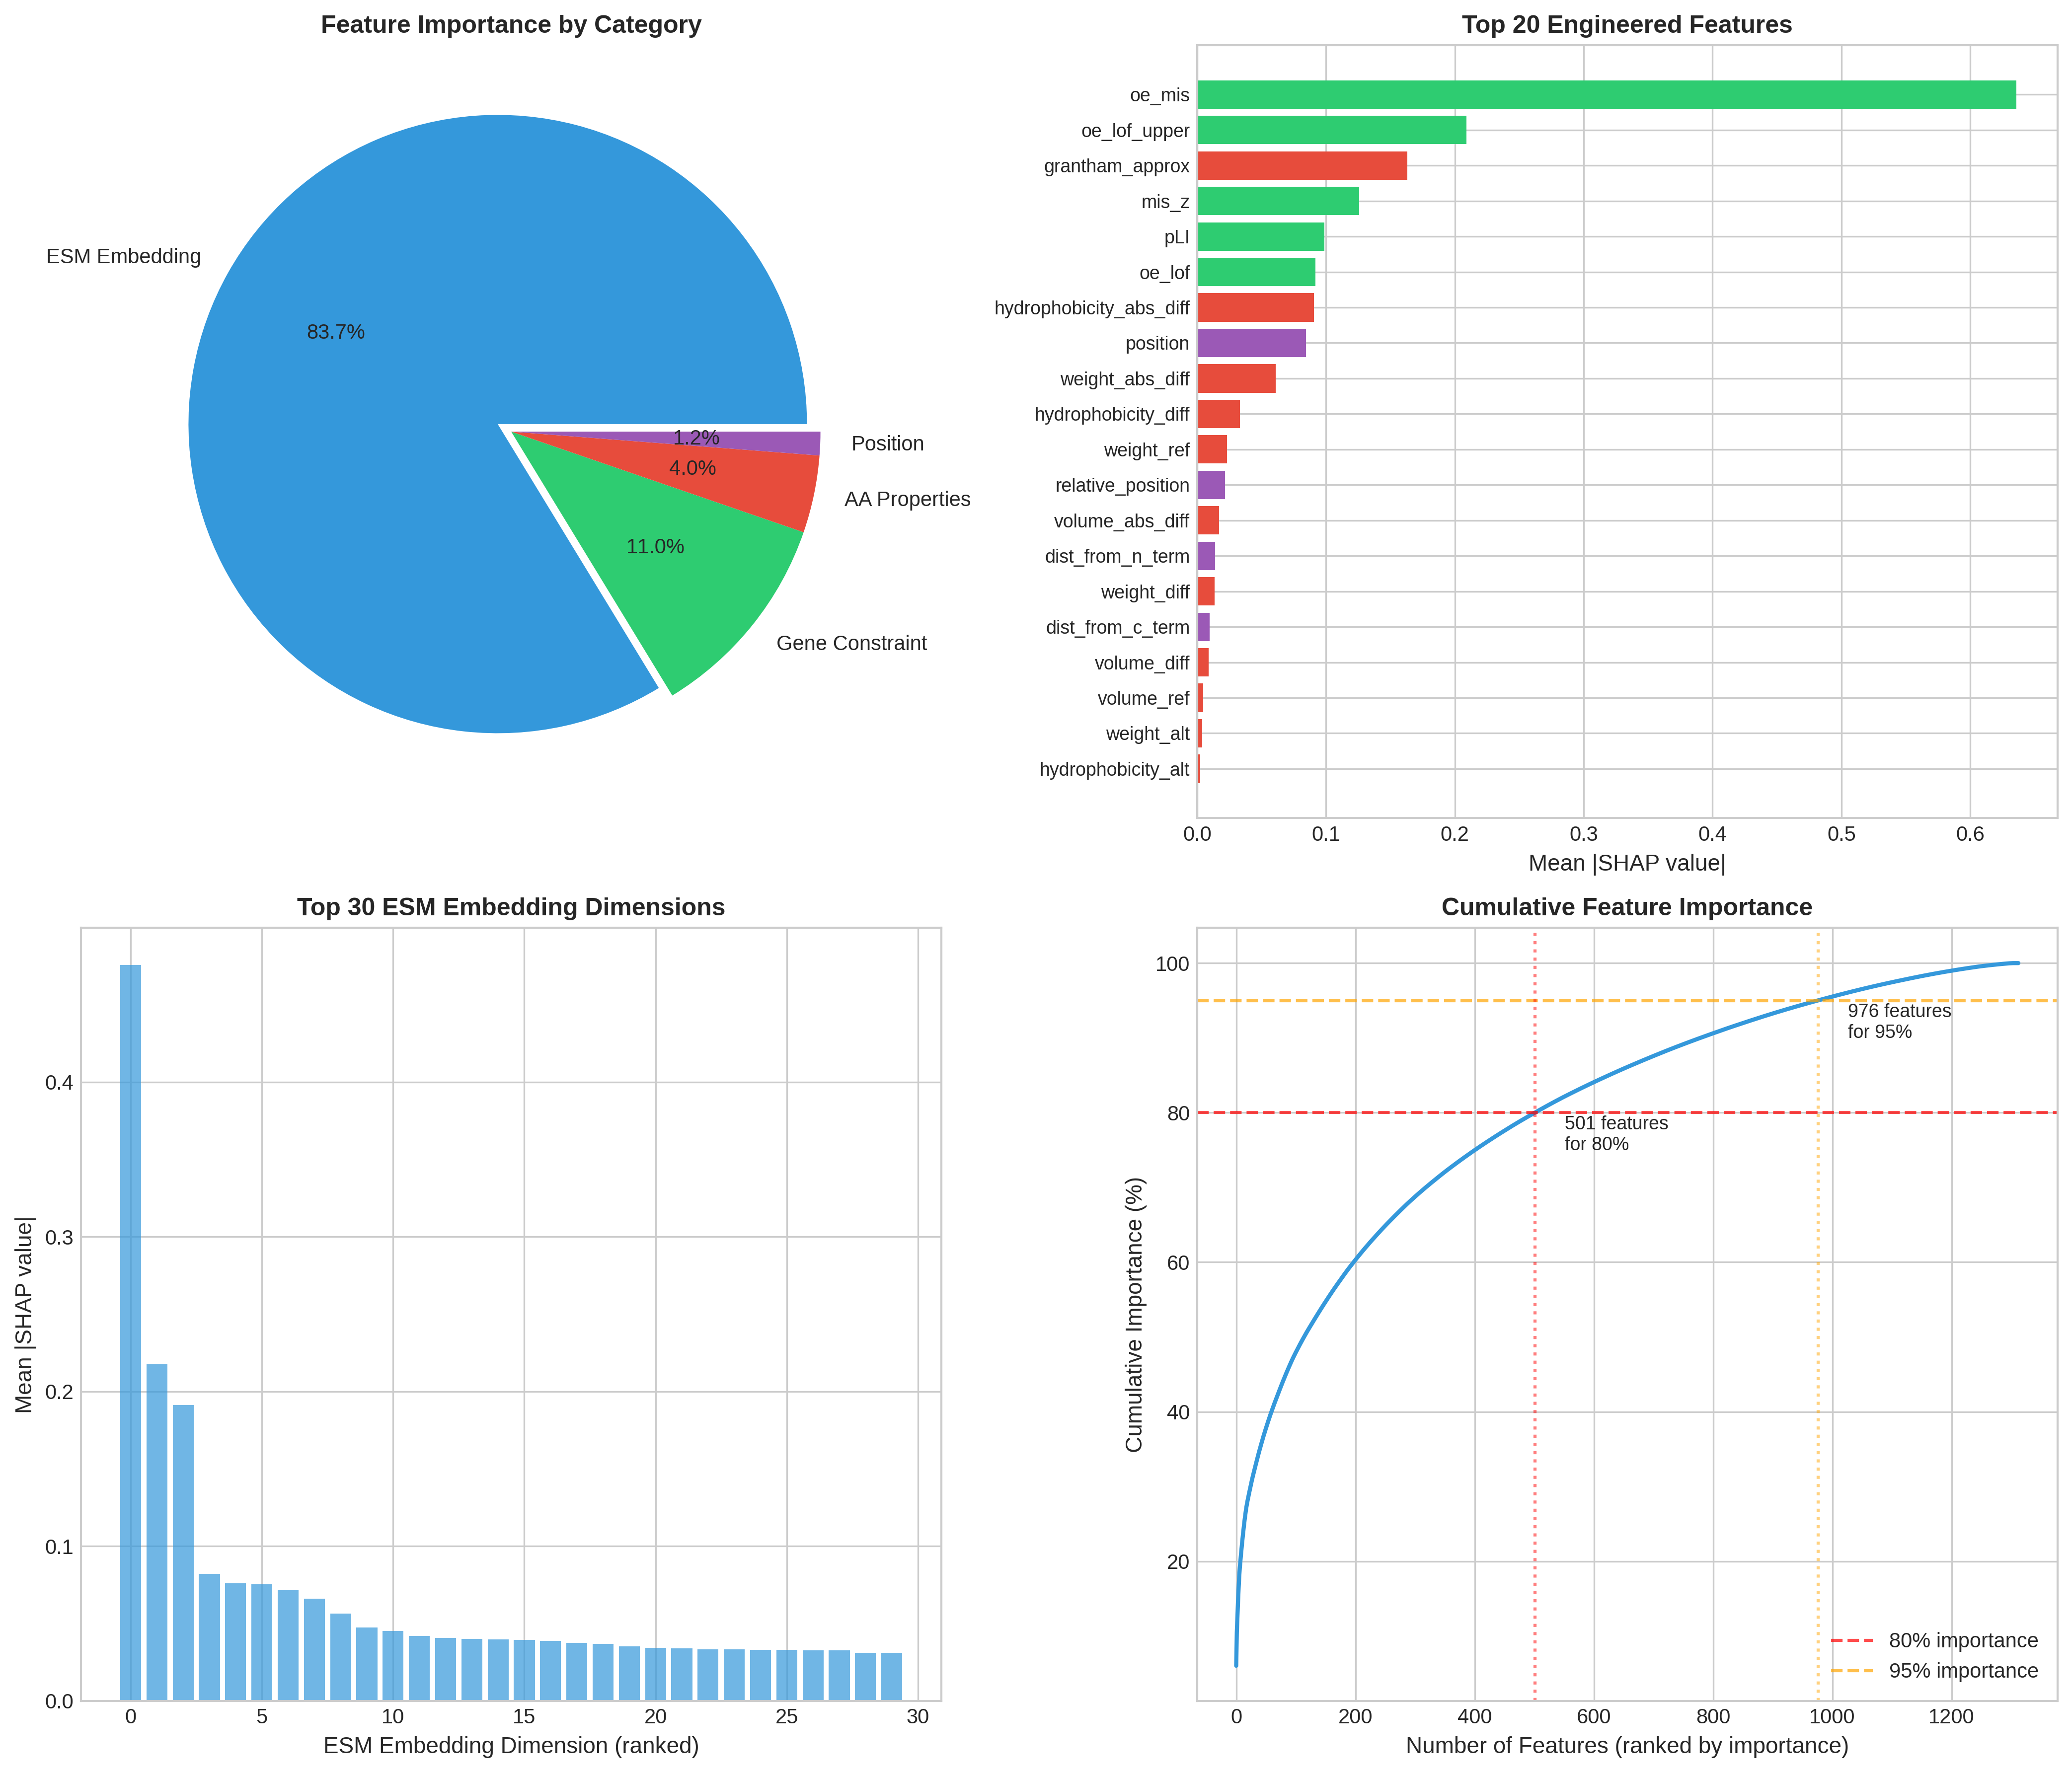 Feature Importance by Category
ESM Embedding
83.7%
1.2%
Position
4.0%
AA Properties
11.0%
Gene Constraint
Top 20 Engineered Features
oe_mis
oe_lof_upper
grantham_approx
mis_z
pLI
oe_lof
hydrophobicity_abs_diff
position
weight_abs_diff
hydrophobicity_diff
weight_ref
relative_position
volume_abs_diff
dist_from_n_term
weight_diff
dist_from_c_term
volume_diff
volume_ref
weight_alt
hydrophobicity_alt
0.0 0.1 0.2 0.3 0.4 0.5 0.6
Mean |SHAP value|
Top 30 ESM Embedding Dimensions
Mean |SHAP value|
0.4
0.3
0.2
0.1
0.0
0 5 10 15 20 25 30
ESM Embedding Dimension (ranked)
Cumulative Feature Importance
Cumulative Importance (%)
100
80
60
40
20
976 features
for 95%
501 features
for 80%
80% importance
95% importance
0 200 400 600 800 1000 1200
Number of Features (ranked by importance)